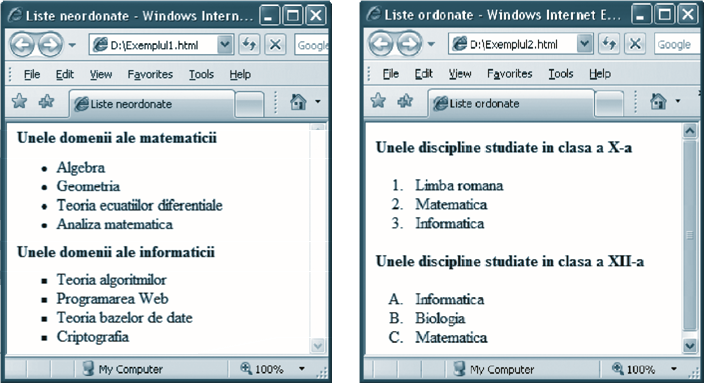 Liste neordonate - Windows Intern...
D:\Exemplul1.html
Google
File Edit View Favorites Tools Help
Liste neordonate
Unele domenii ale matematicii
• Algebra
• Geometria
• Teoria ecuatiilor diferentiale
• Analiza matematica
Unele domenii ale informaticii
▪ Teoria algoritmilor
▪ Programarea Web
▪ Teoria bazelor de date
▪ Criptografia
My Computer 100%
Liste ordonate - Windows Internet E...
D:\Exemplul2.html
Google
File Edit View Favorites Tools Help
Liste ordonate
Unele discipline studiate in clasa a X-a
1. Limba romana
2. Matematica
3. Informatica
Unele discipline studiate in clasa a XII-a
A. Informatica
B. Biologia
C. Matematica
My Computer 100%